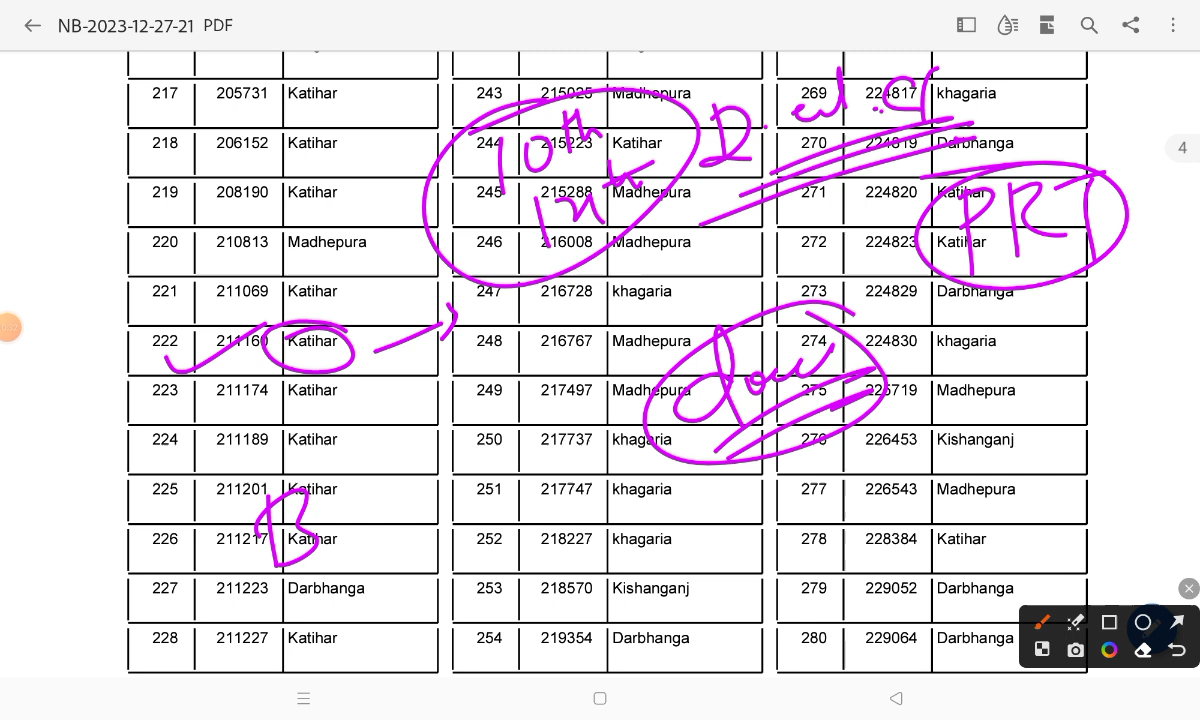 NB-2023-12-27-21 PDF
217 205731 Katihar 243 215025 Madhepura 269 224817 khagaria
218 206152 Katihar 244 215223 Katihar 270 224819 Darbhanga
219 208190 Katihar 245 215288 Madhepura 271 224820 Katihar
220 210813 Madhepura 246 216008 Madhepura 272 224823 Katihar
221 211069 Katihar 247 216728 khagaria 273 224829 Darbhanga
222 211160 Katihar 248 216767 Madhepura 274 224830 khagaria
223 211174 Katihar 249 217497 Madhepura 275 225719 Madhepura
224 211189 Katihar 250 217737 khagaria 276 226453 Kishanganj
225 211201 Katihar 251 217747 khagaria 277 226543 Madhepura
226 211217 Katihar 252 218227 khagaria 278 228384 Katihar
227 211223 Darbhanga 253 218570 Kishanganj 279 229052 Darbhanga
228 211227 Katihar 254 219354 Darbhanga 280 229064 Darbhanga
4
10th
12th
D.el.
PRT
B